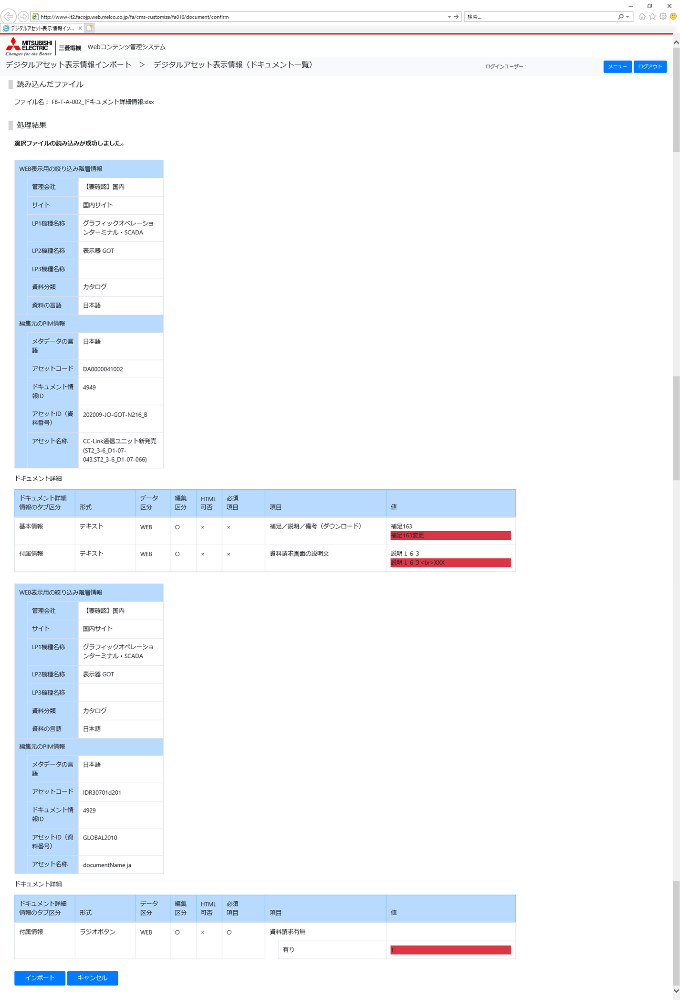 http://www-it2.facojp.web.melco.co.jp/fa/cms-customize/fa016/document/confirm
検索...
デジタルアセット表示情報イン...
MITSUBISHI ELECTRIC
Changes for the Better
三菱電機 Webコンテンツ管理システム
デジタルアセット表示情報インポート ＞ デジタルアセット表示情報（ドキュメント一覧）
ログインユーザー：
メニュー
ログアウト
読み込んだファイル
ファイル名： FB-T-A-002_ドキュメント詳細情報.xlsx
処理結果
選択ファイルの読み込みが成功しました。
WEB表示用の絞り込み階層情報
管理会社 【要確認】国内
サイト 国内サイト
LP1機種名称 グラフィックオペレーショ
ンターミナル・SCADA
LP2機種名称 表示器 GOT
LP3機種名称
資料分類 カタログ
資料の言語 日本語
編集元のPIM情報
メタデータの言 日本語
語
アセットコード DA0000041002
ドキュメント情 4949
報ID
アセットID（資 202009-JO-GOT-N216_B
料番号）
アセット名称 CC-Link通信ユニット新発売
(ST2_3-6_D1-07-
043,ST2_3-6_D1-07-066)
ドキュメント詳細
ドキュメント詳細 データ 編集 HTML 必須
情報のタブ区分 形式 区分 区分 可否 項目 項目 値
基本情報 テキスト WEB ○ × × 補足／説明／備考（ダウンロード） 補足163
補足163変更
付属情報 テキスト WEB ○ × × 資料請求画面の説明文 説明１６３
説明１６３<br>XXX
WEB表示用の絞り込み階層情報
管理会社 【要確認】国内
サイト 国内サイト
LP1機種名称 グラフィックオペレーショ
ンターミナル・SCADA
LP2機種名称 表示器 GOT
LP3機種名称
資料分類 カタログ
資料の言語 日本語
編集元のPIM情報
メタデータの言 日本語
語
アセットコード IDR30701d201
ドキュメント情 4929
報ID
アセットID（資 GLOBAL2010
料番号）
アセット名称 documentName ja
ドキュメント詳細
ドキュメント詳細 データ 編集 HTML 必須
情報のタブ区分 形式 区分 区分 可否 項目 項目 値
付属情報 ラジオボタン WEB ○ × ○ 資料請求有無
有り 1
インポート
キャンセル